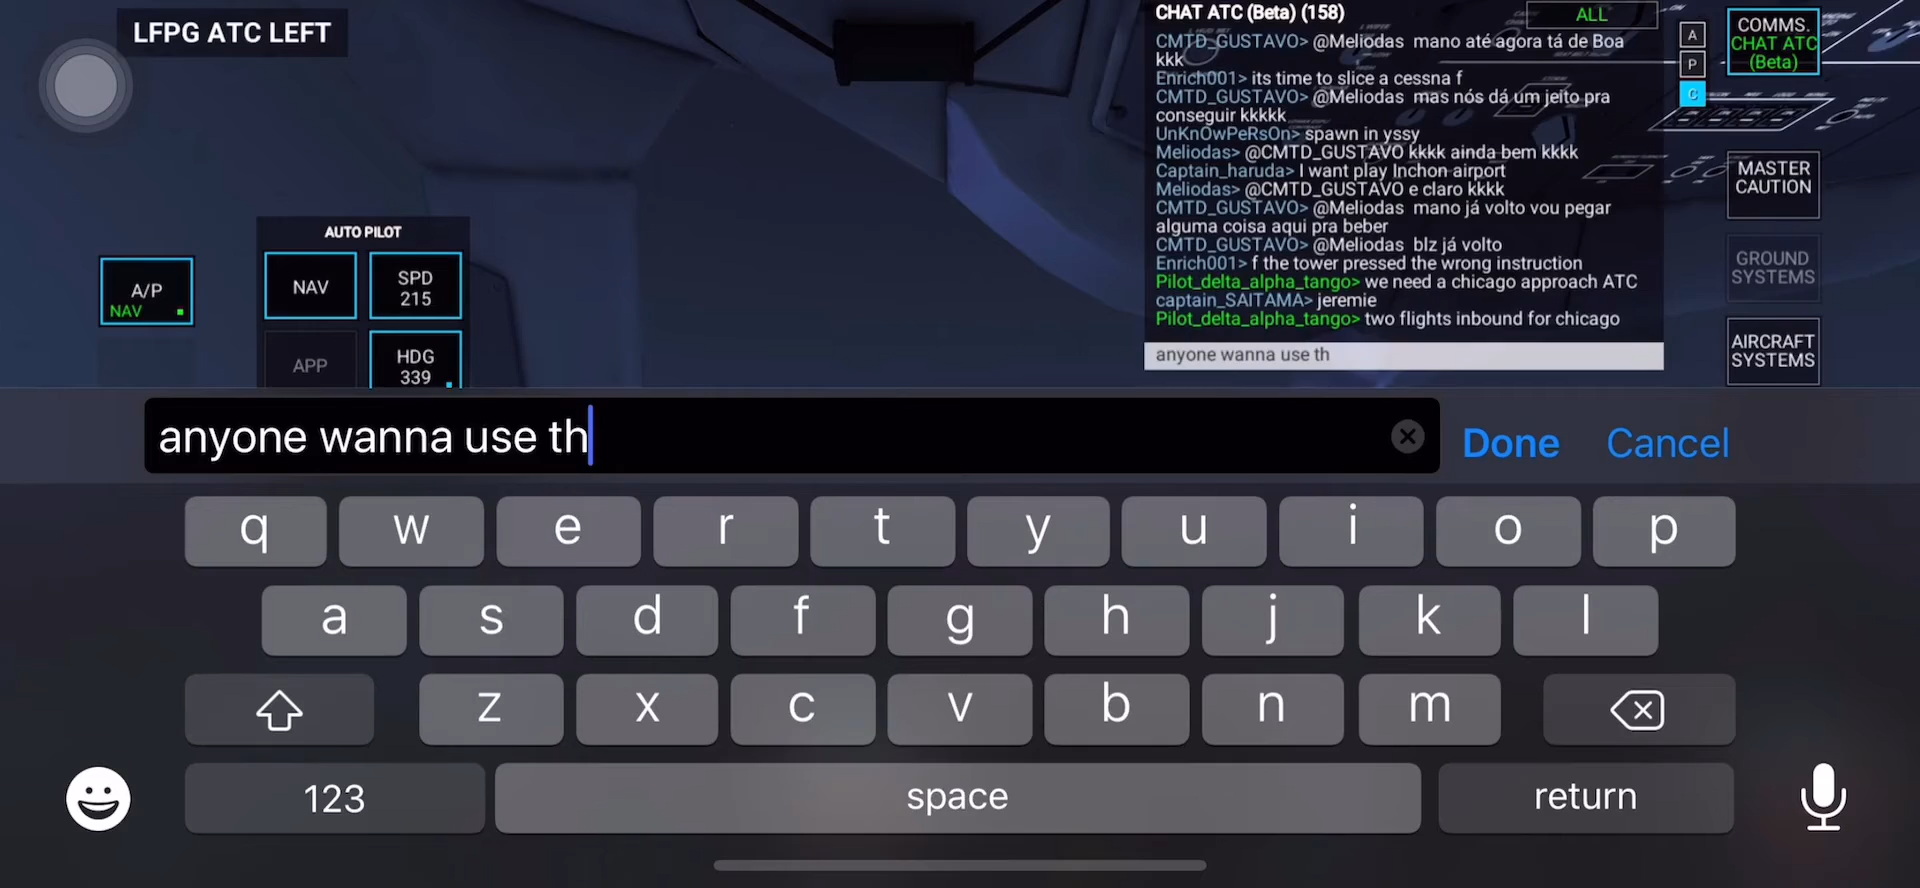 LFPG ATC LEFT
CHAT ATC (Beta) (158)
ALL
CMTD_GUSTAVO> @Meliodas mano até agora tá de Boa
kkk
Enrich001> its time to slice a cessna f
CMTD_GUSTAVO> @Meliodas mas nós dá um jeito pra
conseguir kkkkk
UnKnOwPeRsOn> spawn in yssy
Meliodas> @CMTD_GUSTAVO kkkk ainda bem kkkk
Captain_haruda> I want play Inchon airport
Meliodas> @CMTD_GUSTAVO e claro kkkk
CMTD_GUSTAVO> @Meliodas mano já volto vou pegar
alguma coisa aqui pra beber
CMTD_GUSTAVO> @Meliodas blz já volto
Enrich001> f the tower pressed the wrong instruction
Pilot_delta_alpha_tango> we need a chicago approach ATC
captain_SAITAMA> jeremie
Pilot_delta_alpha_tango> two flights inbound for chicago
anyone wanna use th
A
P
C
COMMS.
CHAT ATC
(Beta)
MASTER
CAUTION
GROUND
SYSTEMS
AIRCRAFT
SYSTEMS
AUTO PILOT
A/P
NAV
NAV
SPD
215
APP
HDG
339
anyone wanna use th
Done
Cancel
q w e r t y u i o p
a s d f g h j k l
z x c v b n m
123
space
return